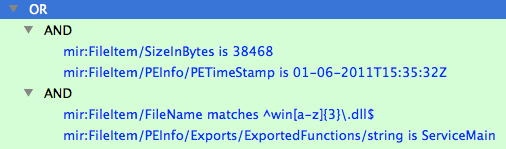 OR
AND
mir:FileItem/SizeInBytes is 38468
mir:FileItem/PEInfo/PETimeStamp is 01-06-2011T15:35:32Z
AND
mir:FileItem/FileName matches ^win[a-z]{3}\.dll$
mir:FileItem/PEInfo/Exports/ExportedFunctions/string is ServiceMain